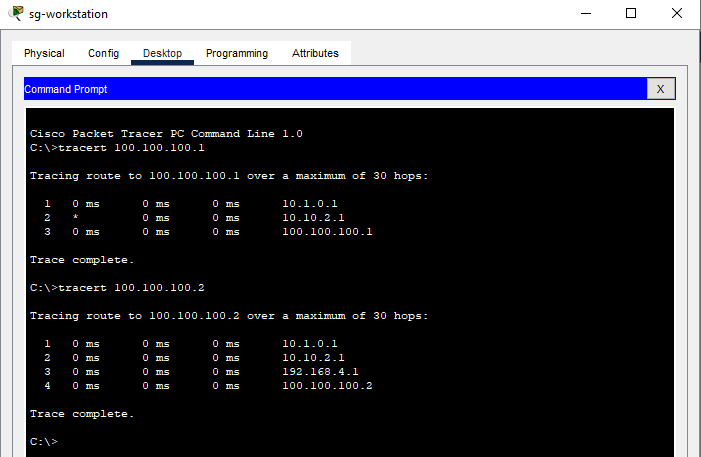 sg-workstation
Physical Config Desktop Programming Attributes
Command Prompt X
Cisco Packet Tracer PC Command Line 1.0
C:\>tracert 100.100.100.1
Tracing route to 100.100.100.1 over a maximum of 30 hops:
1 0 ms 0 ms 0 ms 10.1.0.1
2 * 0 ms 0 ms 10.10.2.1
3 0 ms 0 ms 0 ms 100.100.100.1
Trace complete.
C:\>tracert 100.100.100.2
Tracing route to 100.100.100.2 over a maximum of 30 hops:
1 0 ms 0 ms 0 ms 10.1.0.1
2 0 ms 0 ms 0 ms 10.10.2.1
3 0 ms 0 ms 0 ms 192.168.4.1
4 0 ms 0 ms 0 ms 100.100.100.2
Trace complete.
C:\>